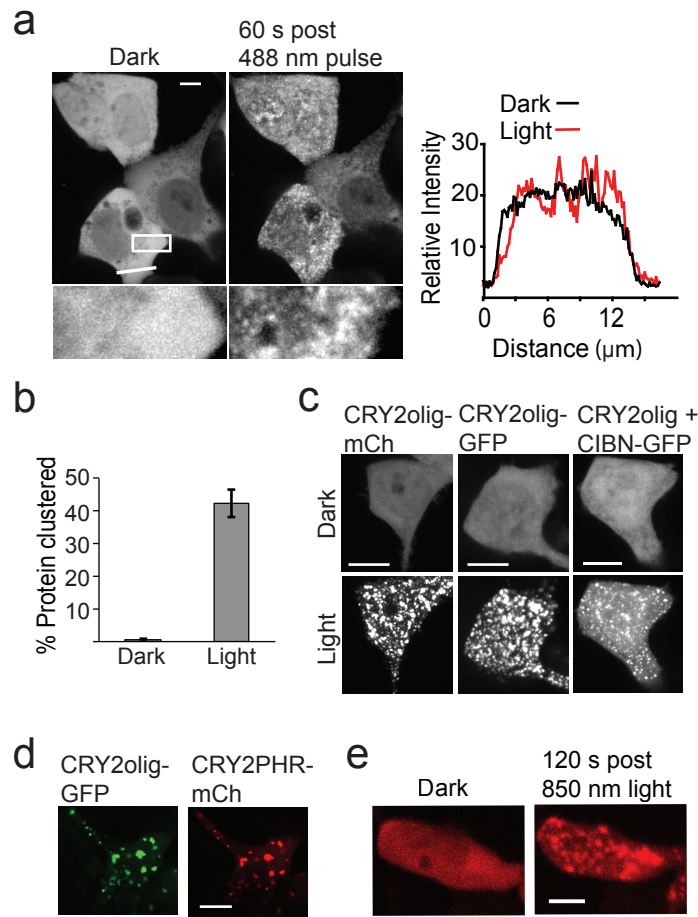 a
Dark
60 s post
488 nm pulse
Dark
Light
Relative Intensity
30
20
10
0
6
12
Distance (µm)
b
% Protein clustered
50
40
30
20
10
Dark
Light
c
CRY2olig-
mCh
CRY2olig-
GFP
CRY2olig +
CIBN-GFP
Dark
Light
d
CRY2olig-
GFP
CRY2PHR-
mCh
e
Dark
120 s post
850 nm light